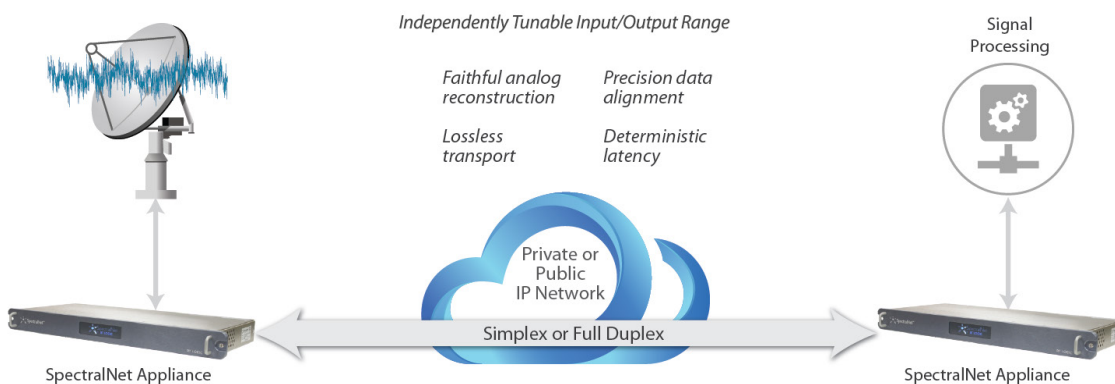 Independently Tunable Input/Output Range
Signal
Processing
Faithful analog
reconstruction
Precision data
alignment
Lossless
transport
Deterministic
latency
Private or
Public
IP Network
Simplex or Full Duplex
SpectralNet Appliance
SpectralNet Appliance